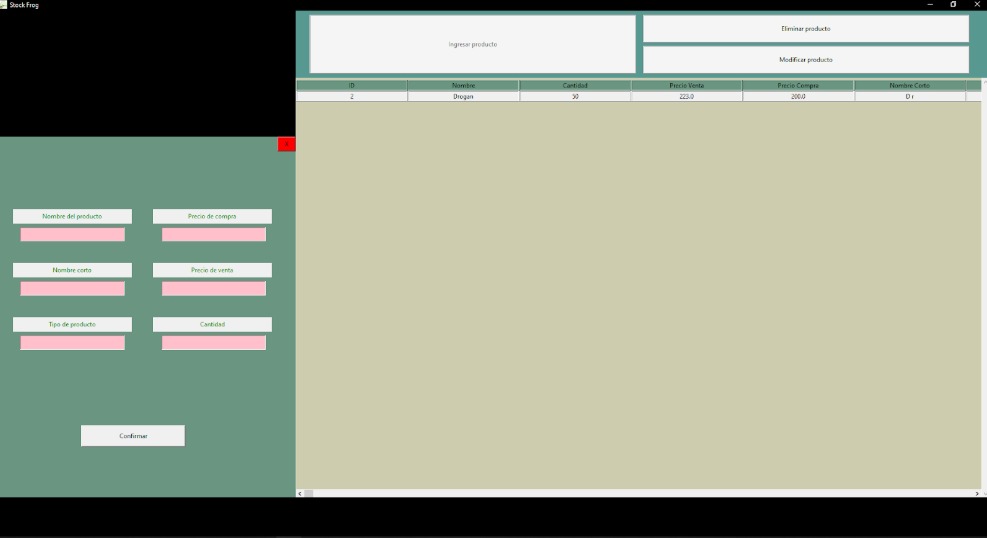 Stock Frog
Ingresar producto
Eliminar producto
Modificar producto
ID Nombre Cantidad Precio Venta Precio Compra Nombre Corto
2 Drogan 50 223.0 200.0 D r
Nombre del producto Precio de compra
Nombre corto Precio de venta
Tipo de producto Cantidad
Confirmar